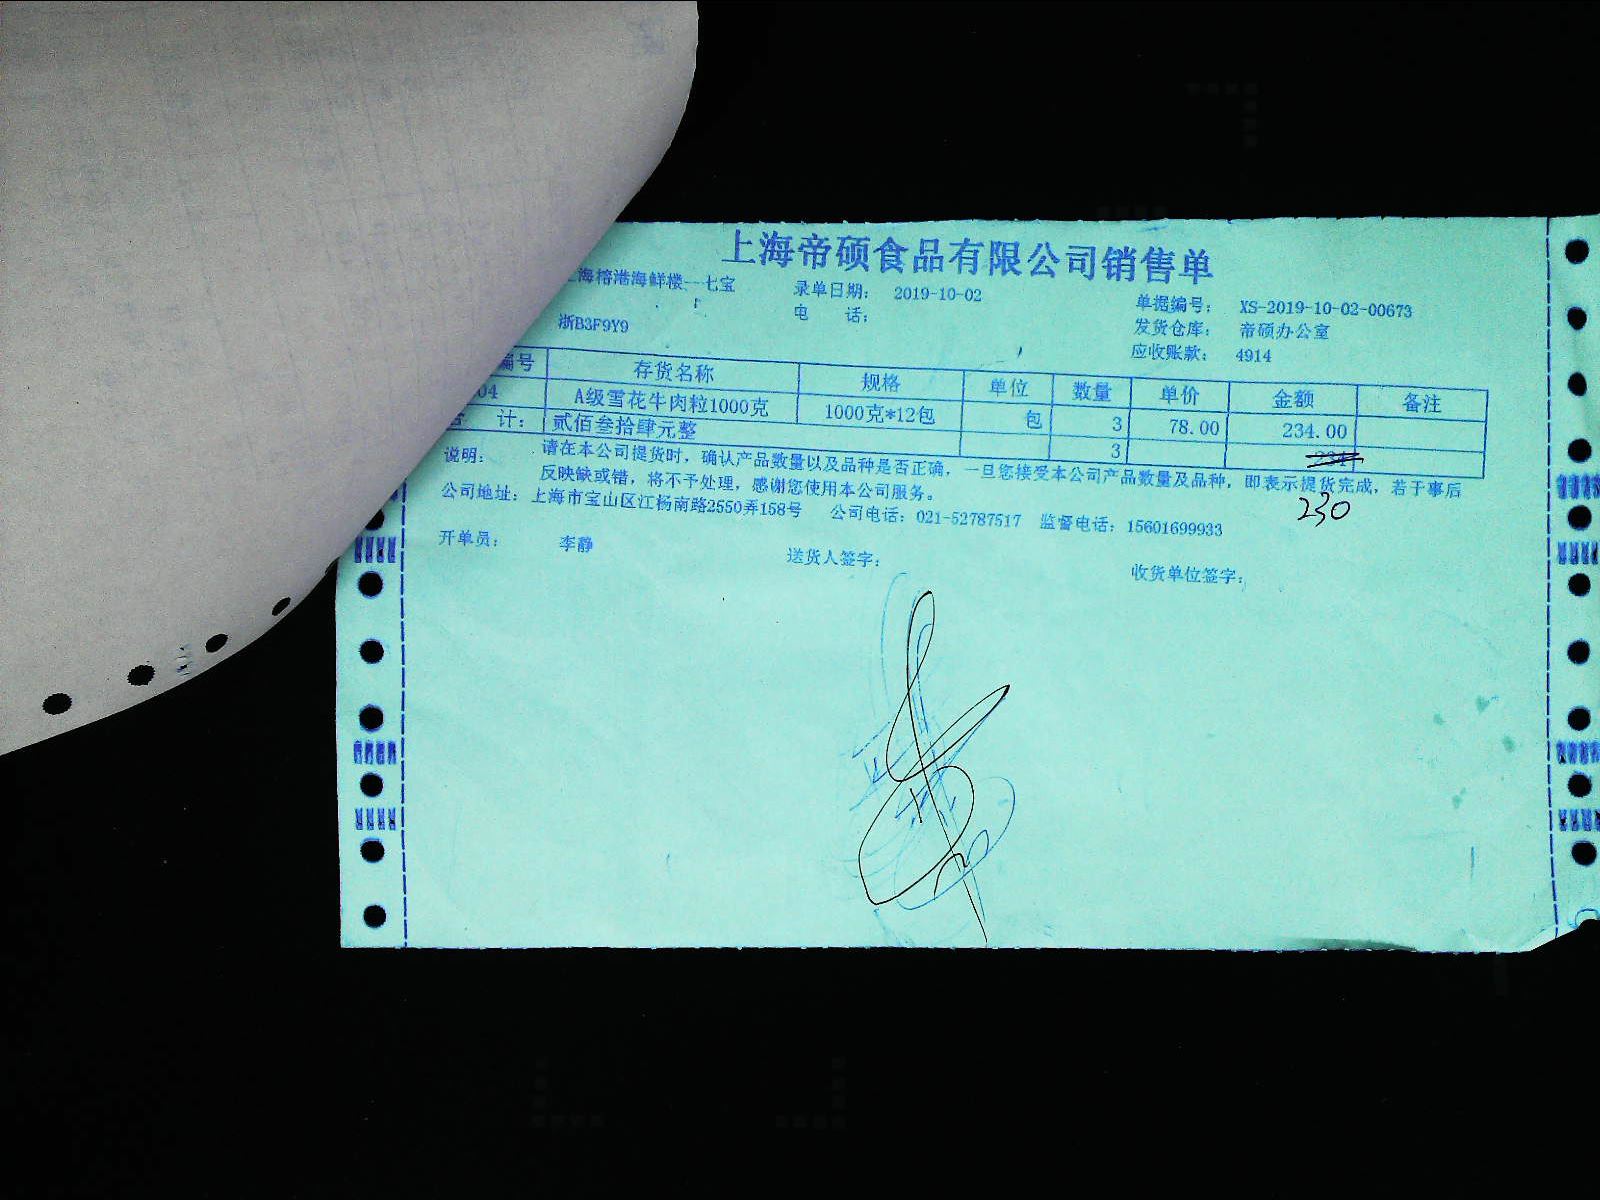 上海帝硕食品有限公司销售单
上海榕港海鲜楼--七宝 录单日期： 2019-10-02 单据编号： XS-2019-10-02-00673
电 话： 发货仓库： 帝硕办公室
浙B3F9Y9 应收账款： 4914
编号 存货名称 规格 单位 数量 单价 金额 备注
04 A级雪花牛肉粒1000克 1000克*12包 包 3 78.00 234.00
计： 贰佰叁拾肆元整 3 234
说明： 请在本公司提货时，确认产品数量以及品种是否正确，一旦您接受本公司产品数量及品种，即表示提货完成，若于事后
反映缺或错，将不予处理，感谢您使用本公司服务。
230
公司地址：上海市宝山区江杨南路2550弄158号 公司电话：021-52787517 监督电话：15601699933
开单员： 李静 送货人签字： 收货单位签字：